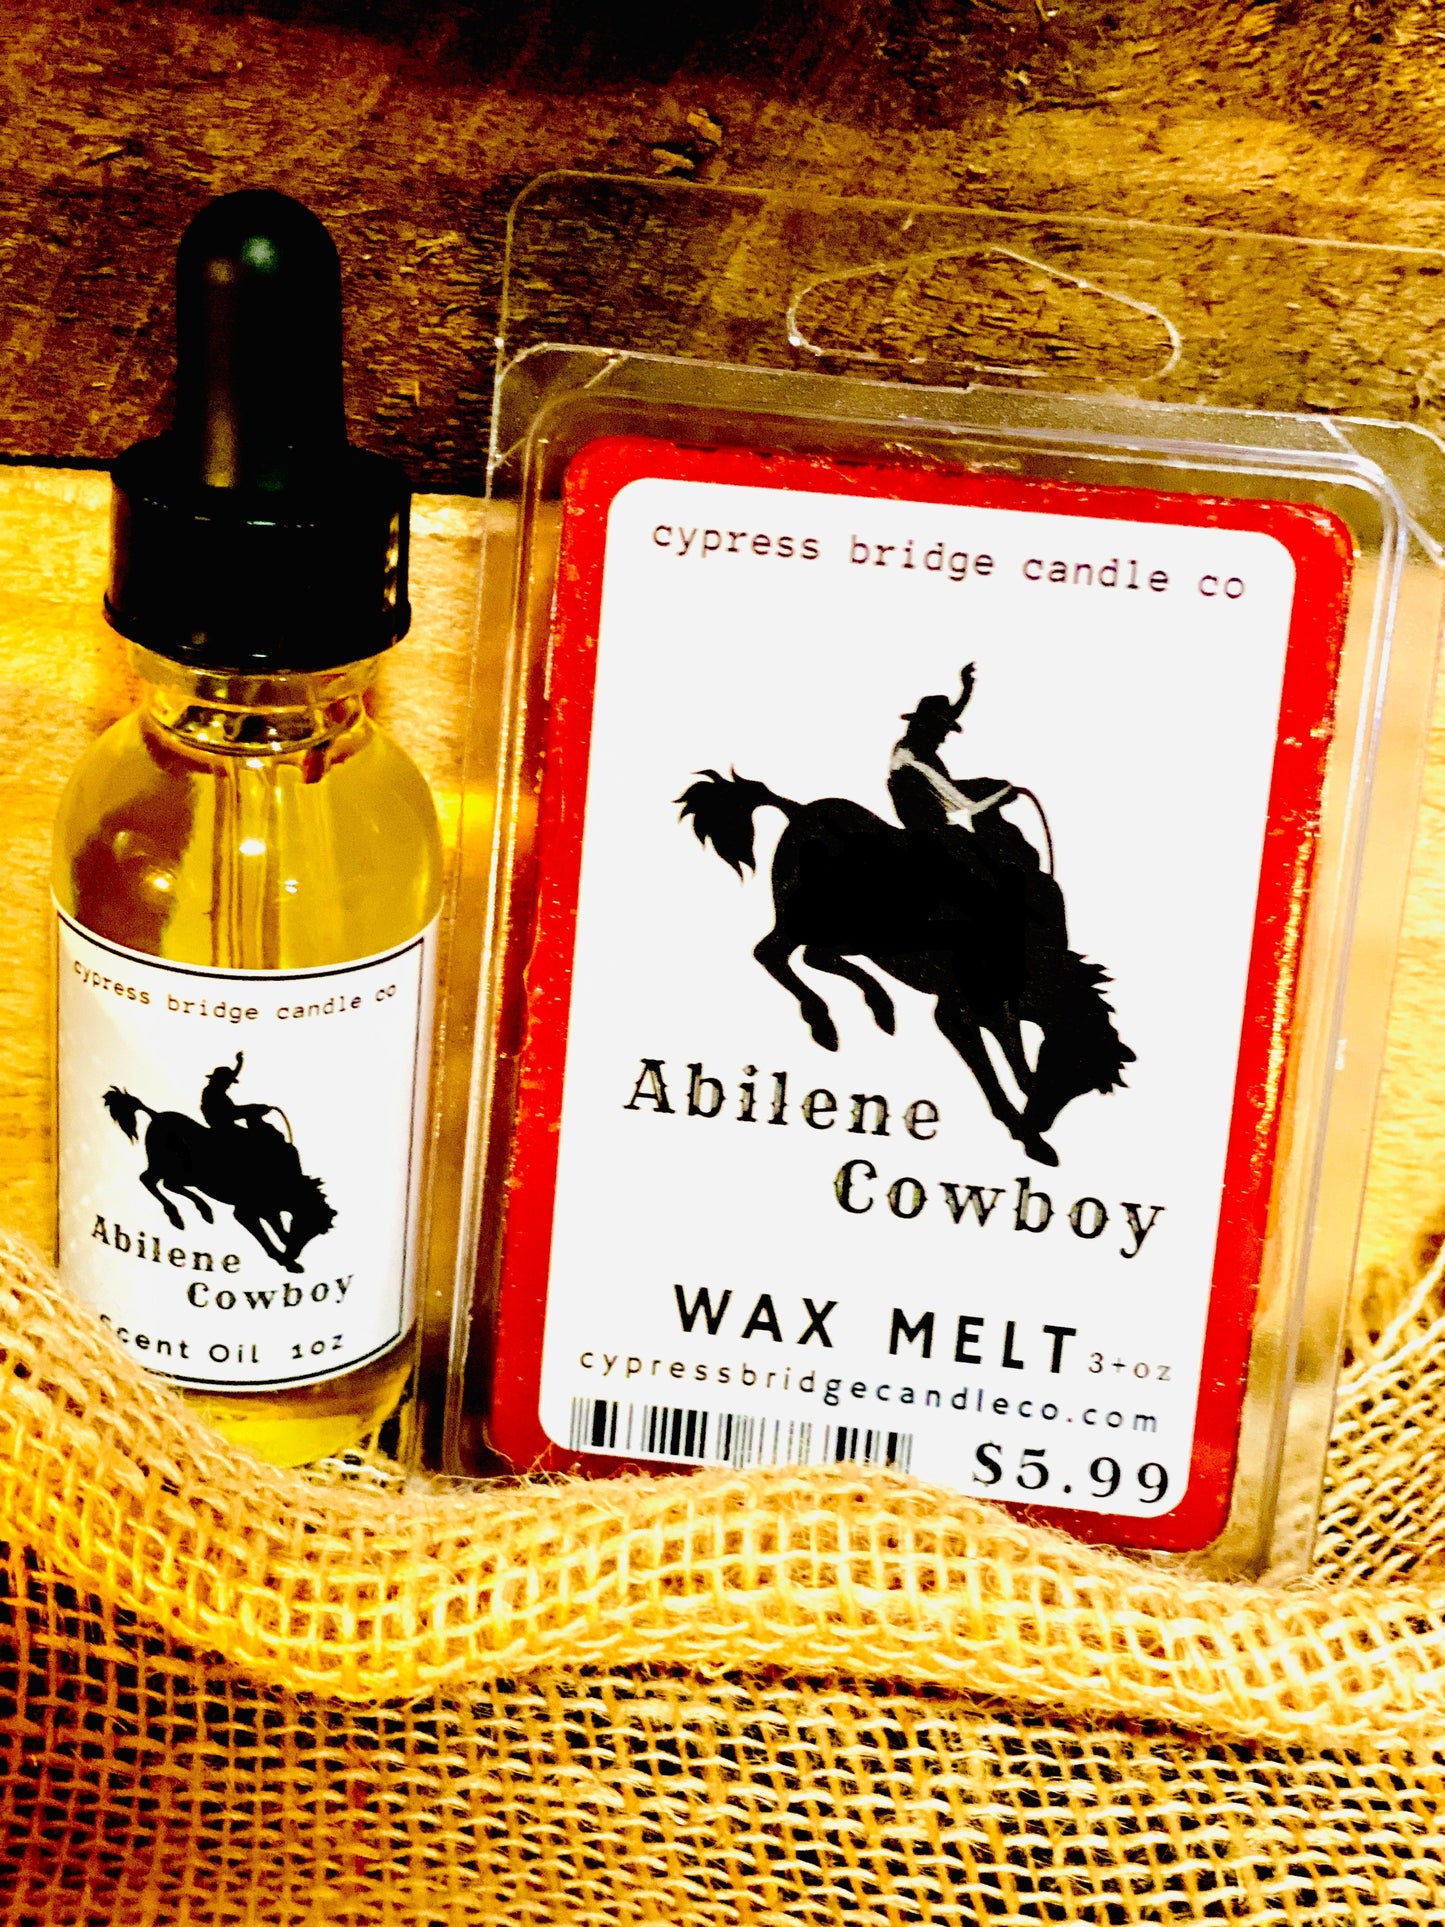 cypress bridge candle co
Abilene
Cowboy
Scent Oil 1oz
cypress bridge candle co
Abilene
Cowboy
WAX MELT 3+oz
cypressbridgecandleco.com
$5.99